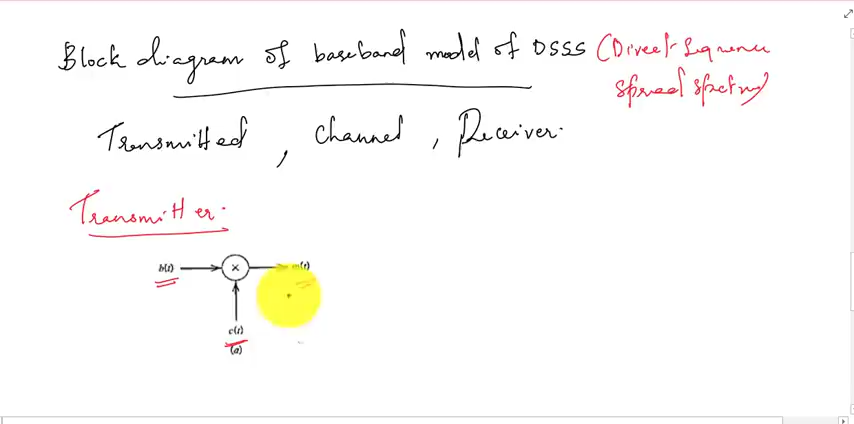 Block diagram of baseband model of DSSS (Direct Sequence
Spread Spectrum)
Transmitted, Channel, Receiver.
Transmitter.
b(t) × m(t)
c(t)
(a)